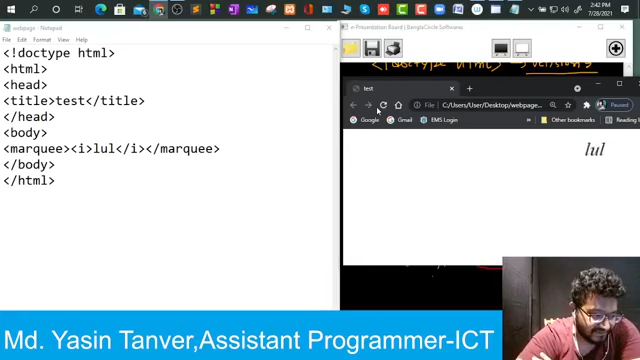 2:42 PM
7/28/2021
webpage
File Edit Format View Help
<!doctype html>
<html>
<head>
<title>test</title>
</head>
<body>
<marquee><i>lul</i></marquee>
</body>
</html>
e-Presentation Board | BanglaCircle Softwares
test
File C:/Users/User/Desktop/webpage...
Paused
Google Gmail EMS Login
Other bookmarks
Reading
lul
Md. Yasin Tanver,Assistant Programmer-ICT